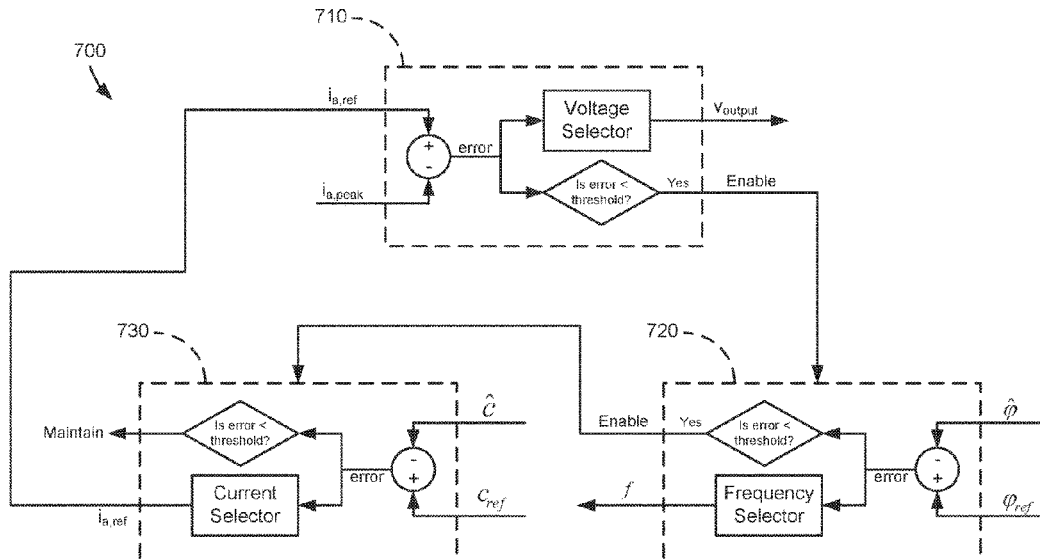 710
700
i_a,ref
Voltage
Selector
v_output
+
-
error
i_a,peak
Is error <
threshold?
Yes
Enable
730
720
ĉ
Is error <
threshold?
Maintain
-
+
error
Current
Selector
i_a,ref
c_ref
Enable
Yes
Is error <
threshold?
φ̂
-
+
error
f
Frequency
Selector
φ_ref